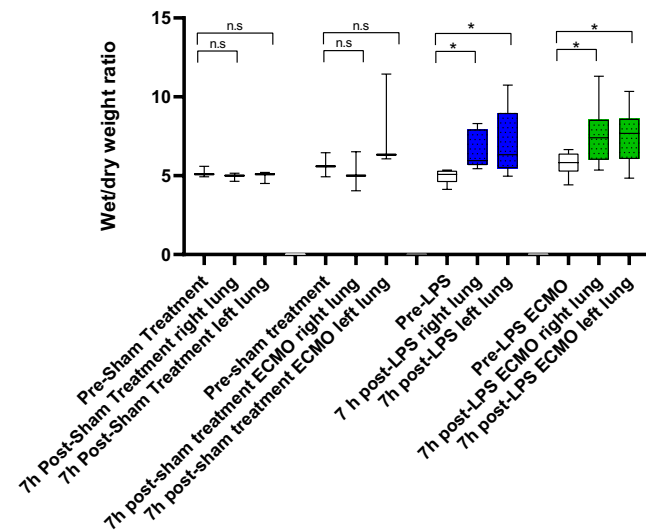 15
10
5
0
Wet/dry weight ratio
n.s
n.s
n.s
n.s
*
*
*
*
Pre-Sham Treatment
7h Post-Sham Treatment right lung
7h Post-Sham Treatment left lung
Pre-sham treatment
7h post-sham treatment ECMO right lung
7h post-sham treatment ECMO left lung
Pre-LPS
7 h post-LPS right lung
7h post-LPS left lung
Pre-LPS ECMO
7h post-LPS ECMO right lung
7h post-LPS ECMO left lung